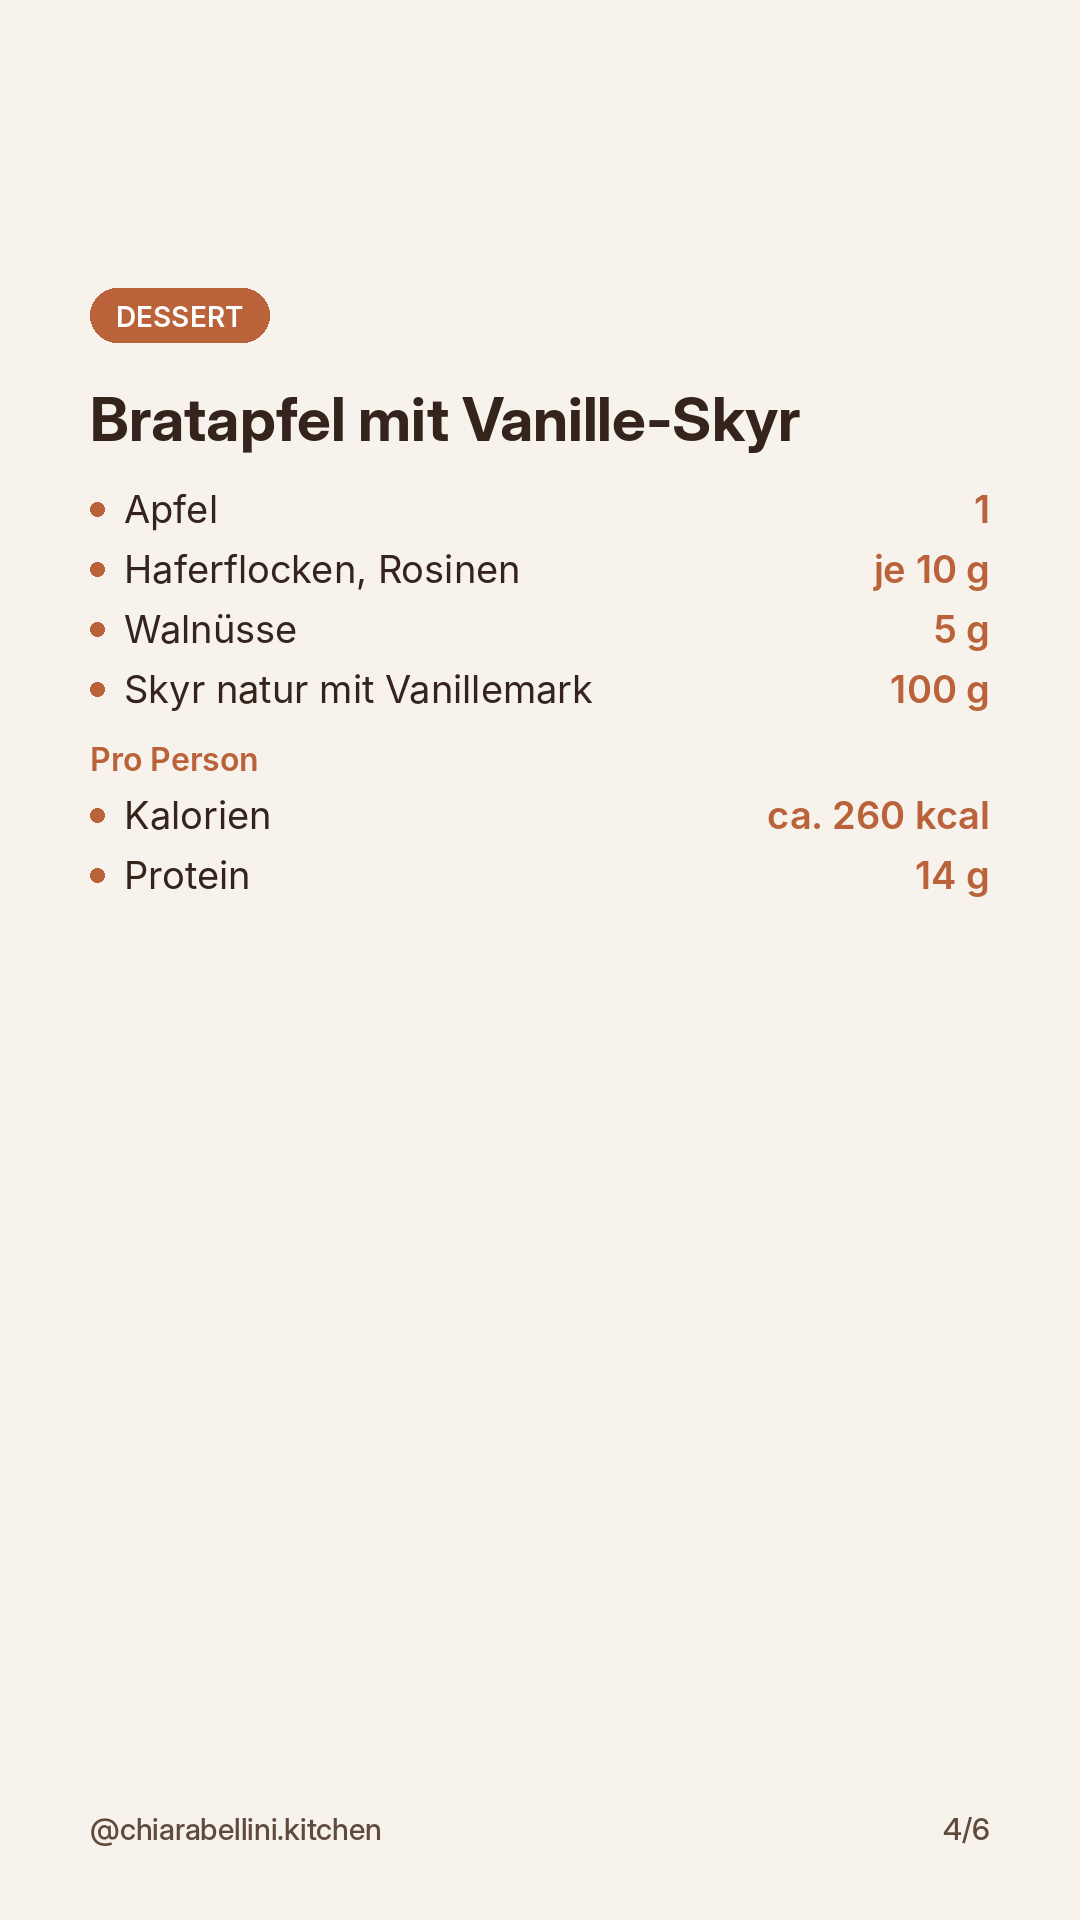 DESSERT
Bratapfel mit Vanille-Skyr
• Apfel 1
• Haferflocken, Rosinen je 10 g
• Walnüsse 5 g
• Skyr natur mit Vanillemark 100 g
Pro Person
• Kalorien ca. 260 kcal
• Protein 14 g
@chiarabellini.kitchen 4/6